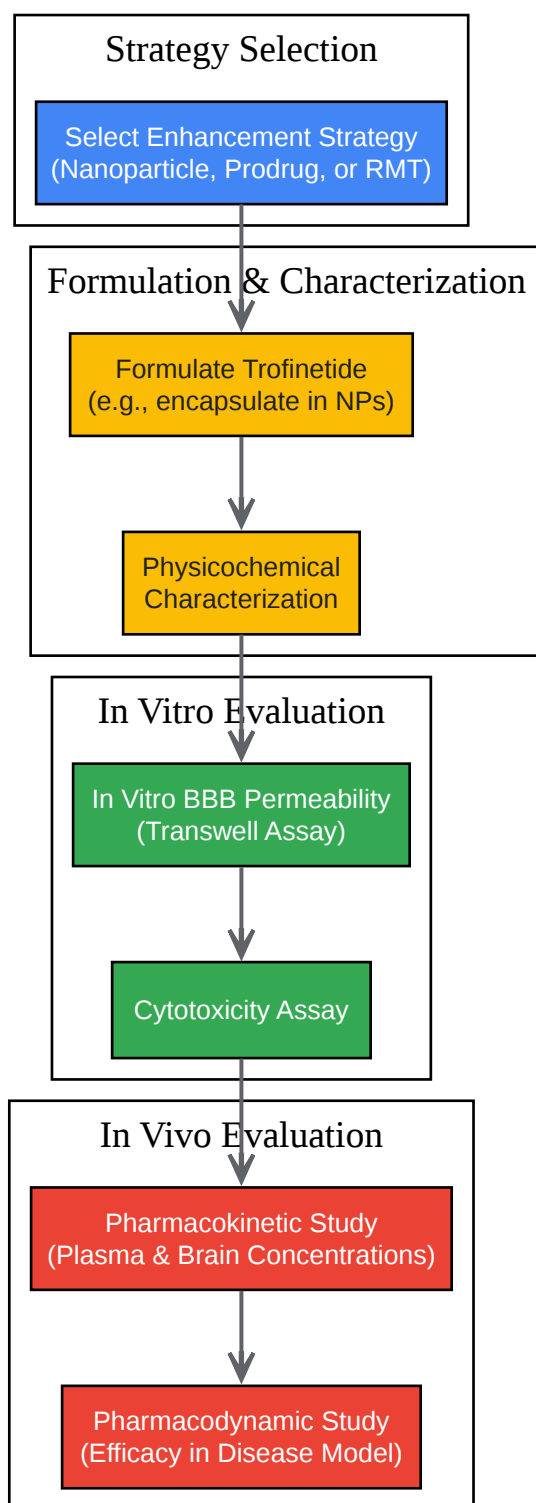 Strategy Selection
Select Enhancement Strategy
(Nanoparticle, Prodrug, or RMT)
Formulation & Characterization
Formulate Trofinetide
(e.g., encapsulate in NPs)
Physicochemical
Characterization
In Vitro Evaluation
In Vitro BBB Permeability
(Transwell Assay)
Cytotoxicity Assay
In Vivo Evaluation
Pharmacokinetic Study
(Plasma & Brain Concentrations)
Pharmacodynamic Study
(Efficacy in Disease Model)